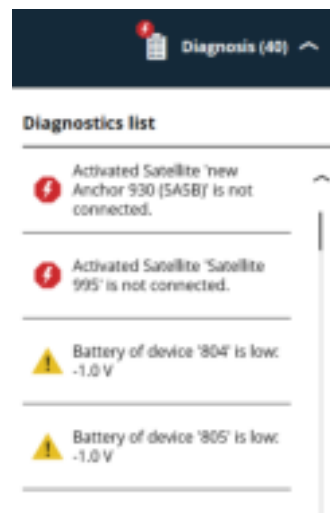 Diagnosis (40)
Diagnostics list
Activated Satellite 'new
Anchor 930 (5A5B)' is not
connected.
Activated Satellite 'Satellite
995' is not connected.
Battery of device '804' is low:
-1.0 V
Battery of device '805' is low:
-1.0 V